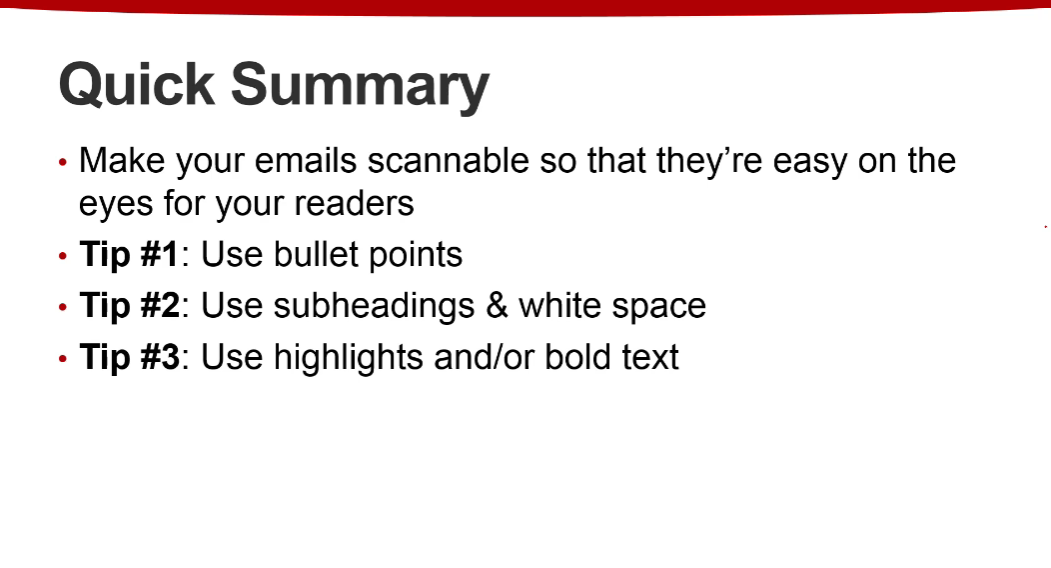 Quick Summary
• Make your emails scannable so that they’re easy on the
eyes for your readers
• Tip #1: Use bullet points
• Tip #2: Use subheadings & white space
• Tip #3: Use highlights and/or bold text